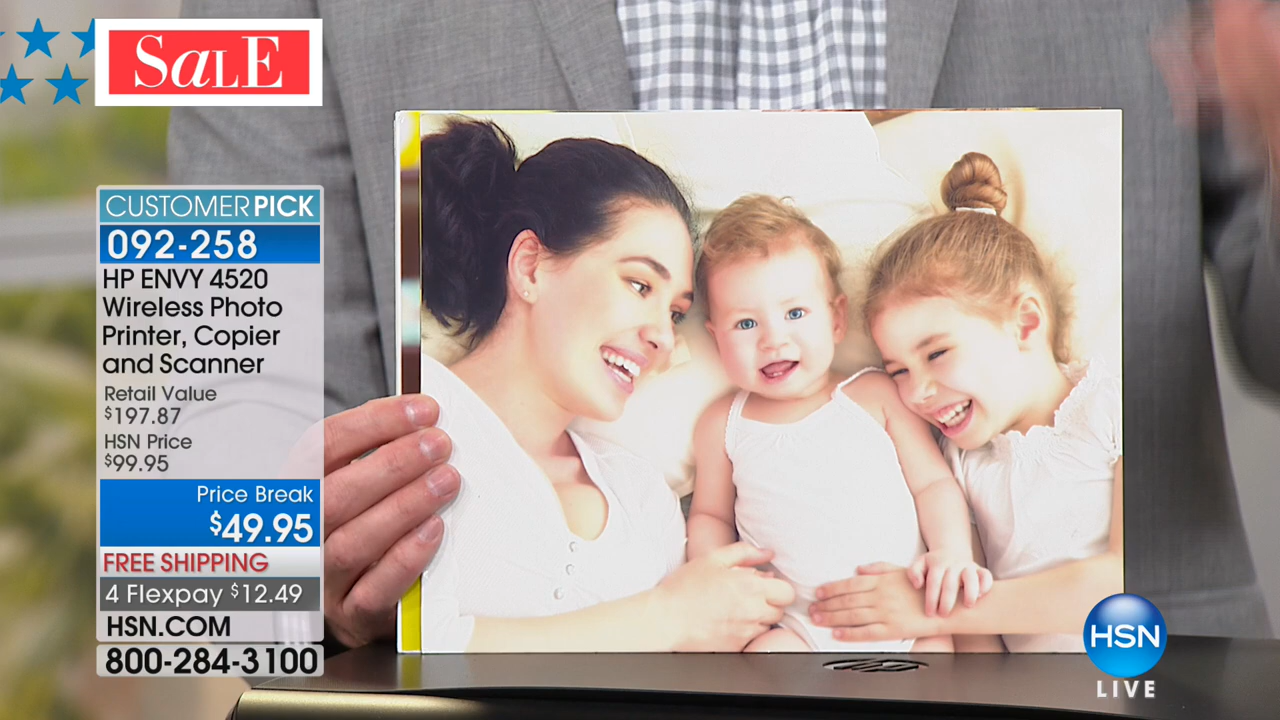 SaLE
CUSTOMER PICK
092-258
HP ENVY 4520
Wireless Photo
Printer, Copier
and Scanner
Retail Value
$197.87
HSN Price
$99.95
Price Break
$49.95
FREE SHIPPING
4 Flexpay $12.49
HSN.COM
800-284-3100
hp
HSN
LIVE